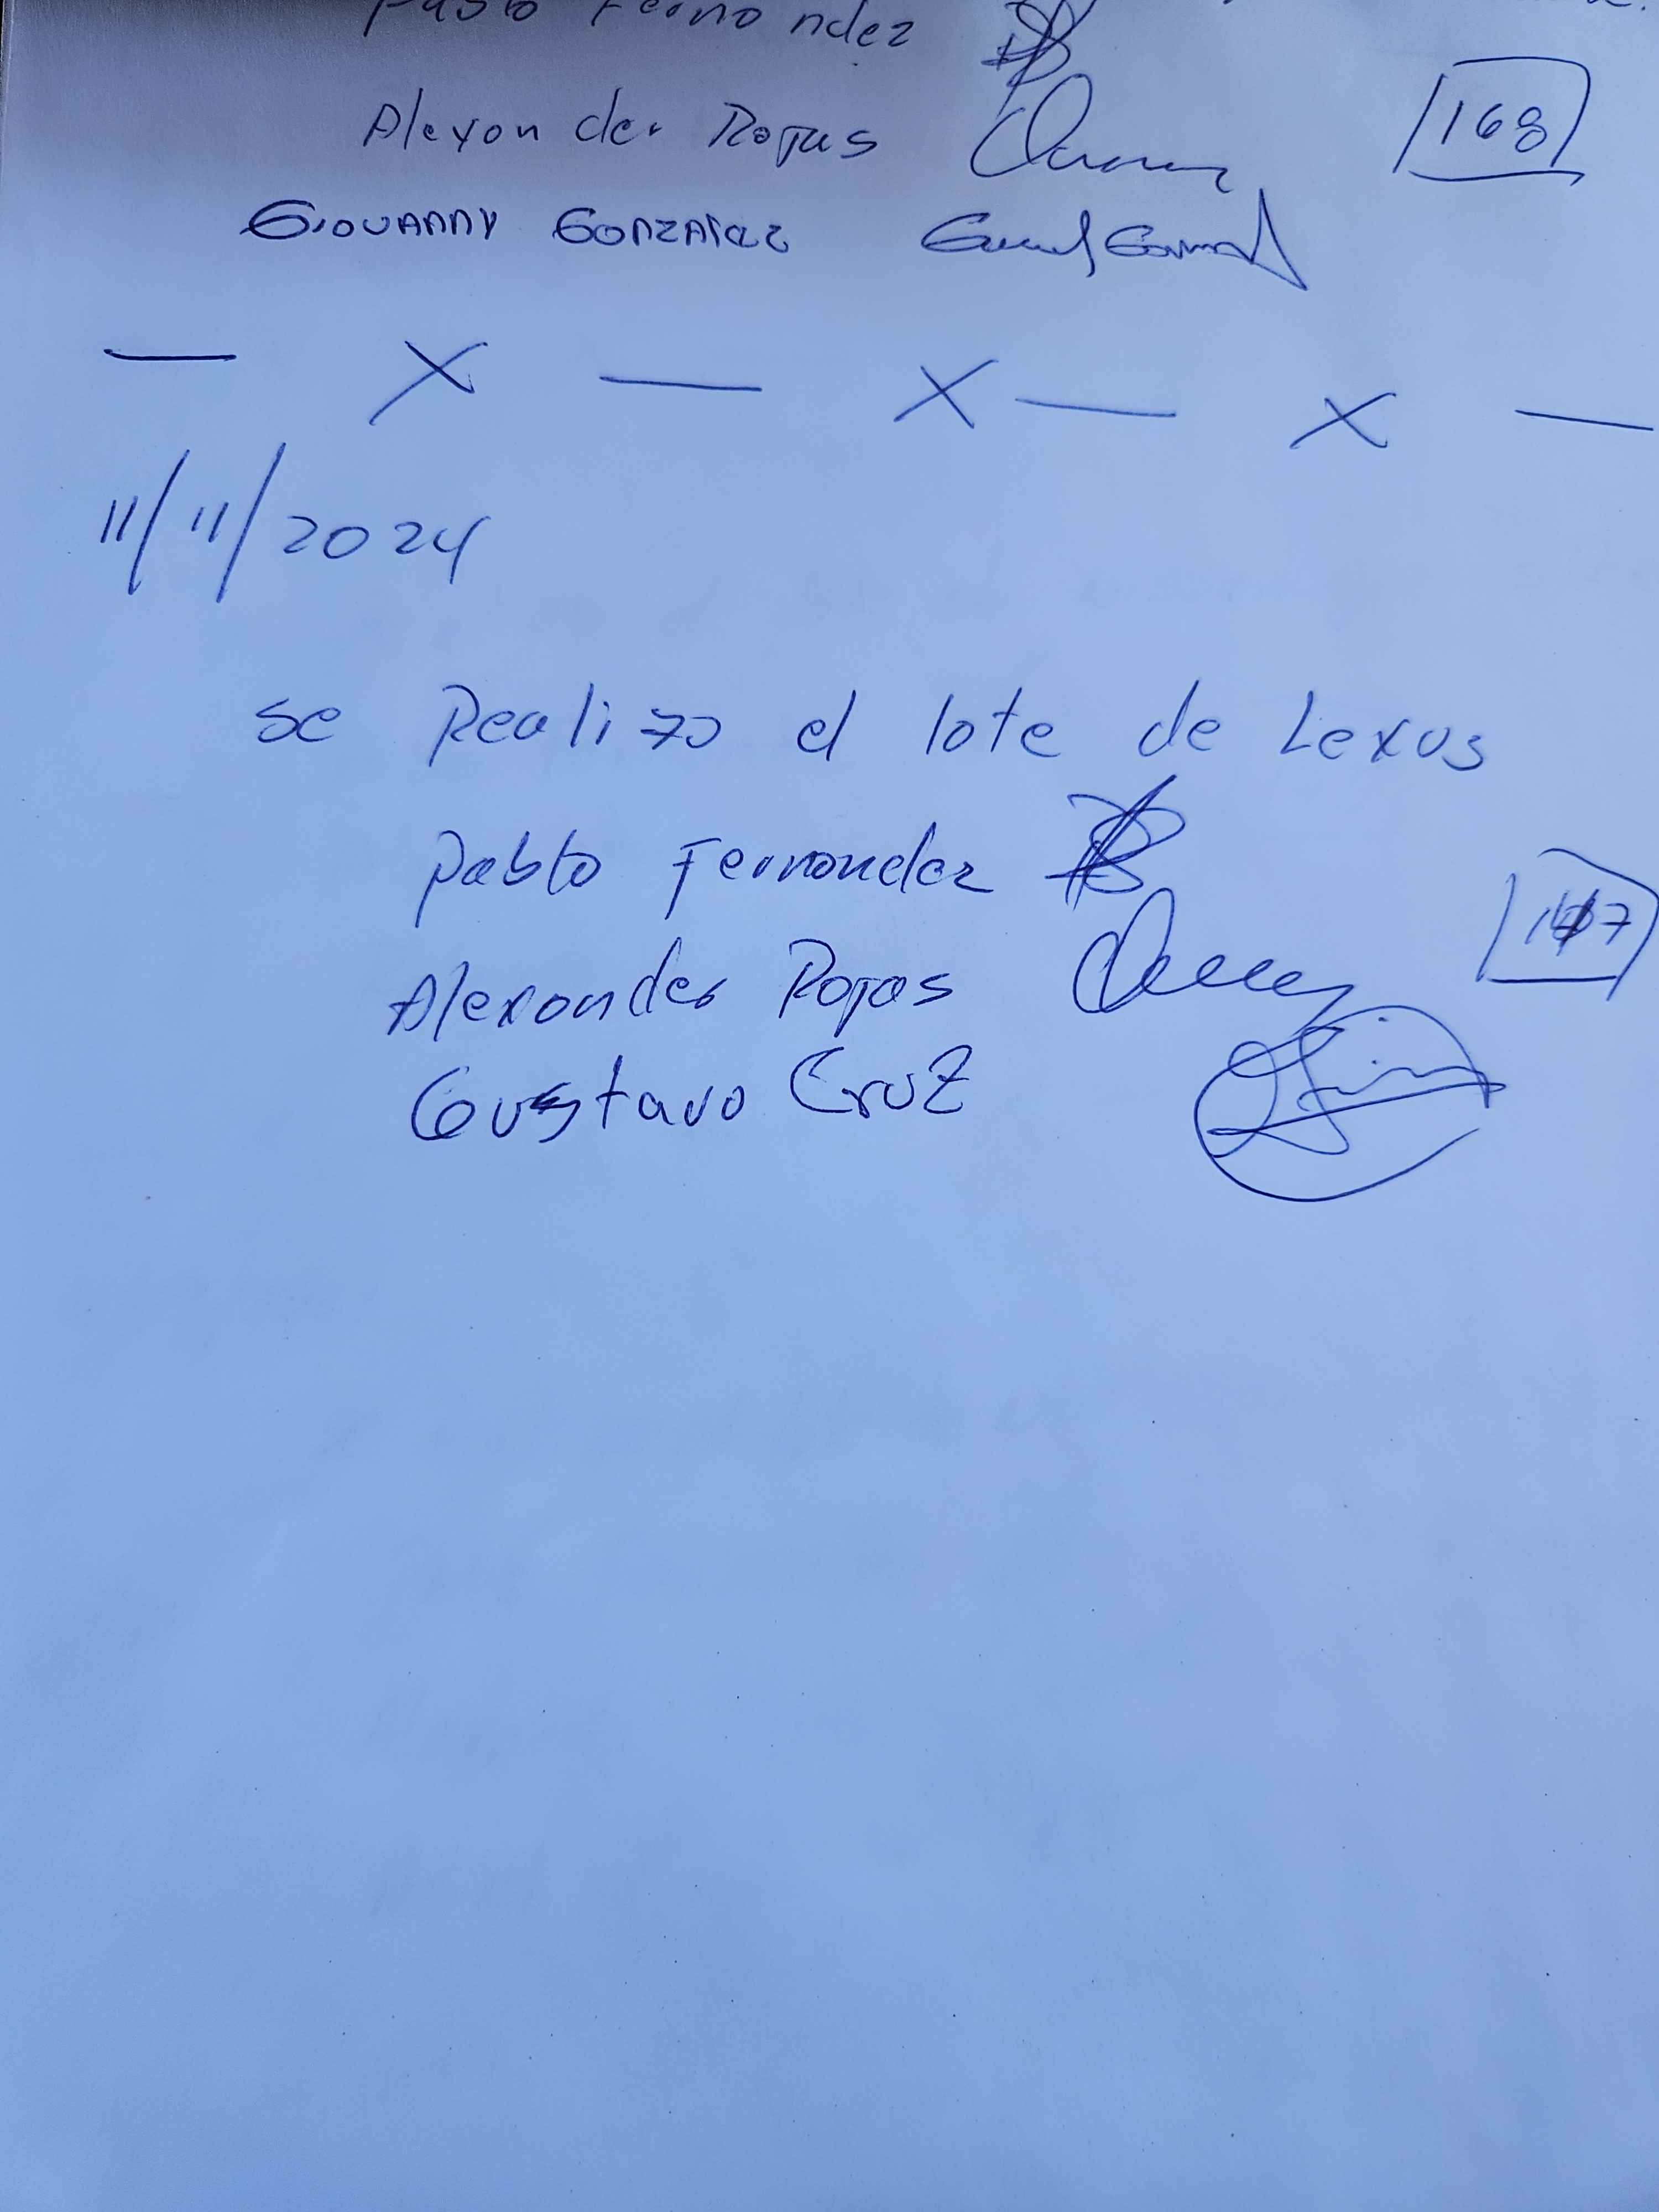 Pablo Fernandez
Alexander Rojas
168
Giovanny Gonzalez
— X — X — X —
11/11/2024
se Realizo el lote de Lexus
Pablo Fernandez
Alexander Rojas
Gustavo Cruz